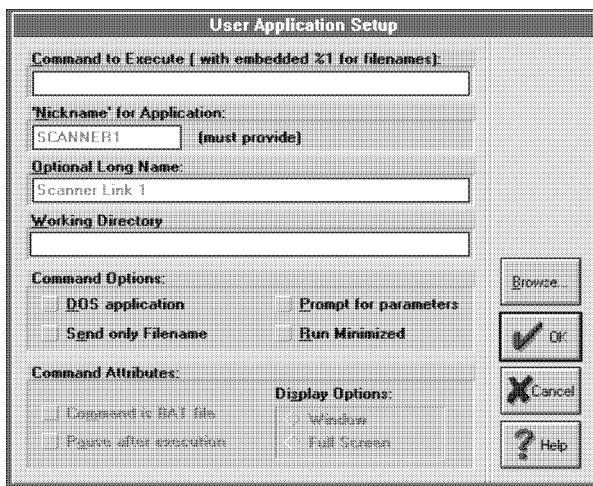 User Application Setup
Command to Execute ( with embedded %1 for filenames):
'Nickname' for Application:
SCANNER1 (must provide)
Optional Long Name:
Scanner Link 1
Working Directory
Command Options:
DOS application Prompt for parameters
Send only Filename Run Minimized
Command Attributes:
Display Options:
Command is BAT file Window
Pause after execution Full Screen
Browse...
OK
Cancel
Help